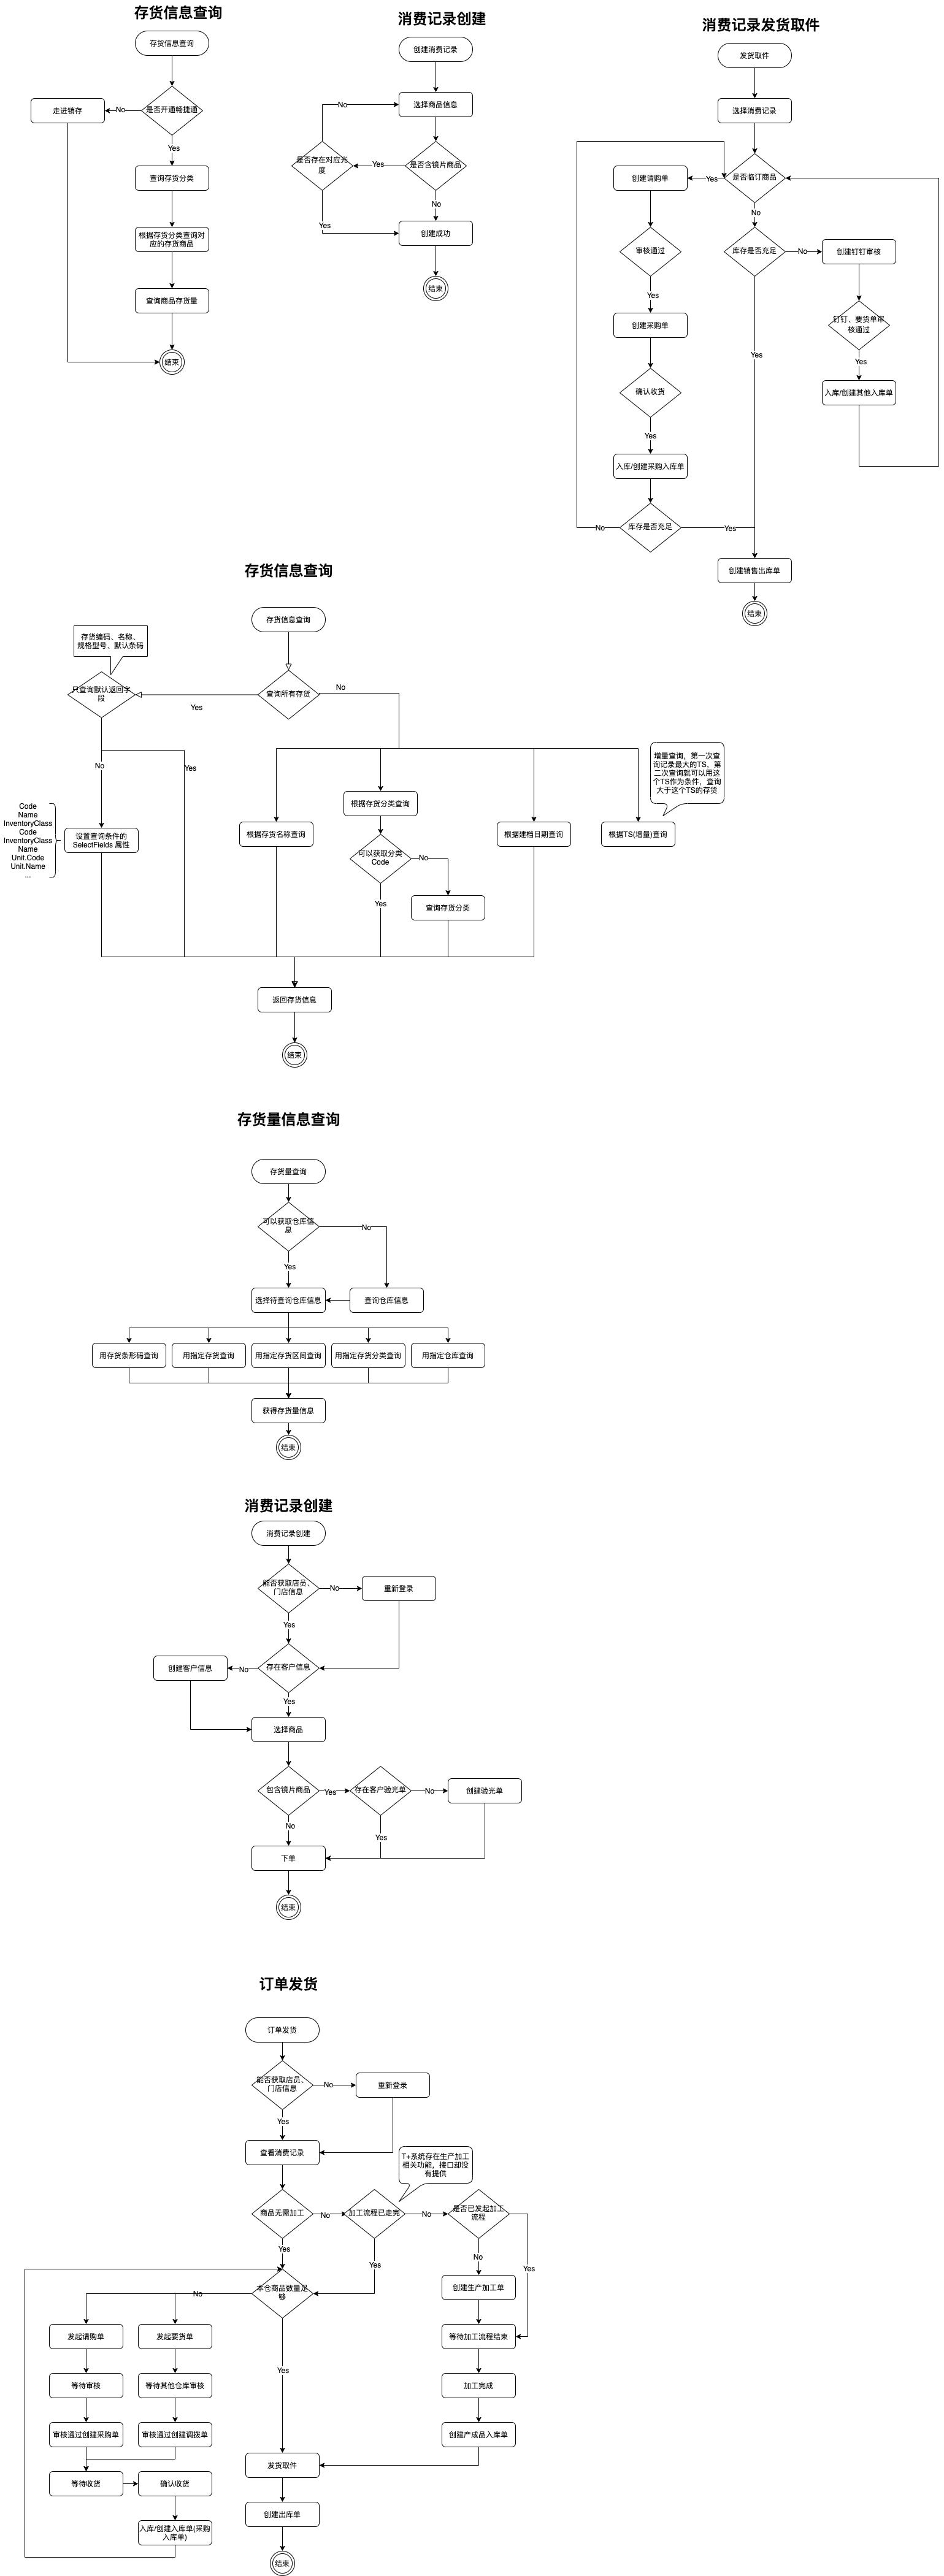 存货信息查询
存货信息查询
是否开通畅捷通
No
走进销存
Yes
查询存货分类
根据存货分类查询对
应的存货商品
查询商品存货量
结束
消费记录创建
创建消费记录
选择商品信息
No
是否存在对应光
度
Yes
是否含镜片商品
No
Yes
创建成功
结束
消费记录发货取件
发货取件
选择消费记录
是否临订商品
Yes
创建请购单
No
审核通过
库存是否充足
No
创建钉钉审核
Yes
创建采购单
钉钉、要货单审
核通过
Yes
Yes
确认收货
入库/创建其他入库单
Yes
入库/创建采购入库单
库存是否充足
No
Yes
创建销售出库单
结束
存货信息查询
存货信息查询
存货编码、名称、
规格型号、默认条码
只查询默认返回字
段
查询所有存货
No
Yes
No
Yes
增量查询，第一次查
询记录最大的TS，第
二次查询就可以用这
个TS作为条件，查询
大于这个TS的存货
Code
Name
InventoryClass
Code
InventoryClass
Name
Unit.Code
Unit.Name
...
设置查询条件的
SelectFields 属性
根据存货名称查询
根据存货分类查询
根据建档日期查询
根据TS(增量)查询
可以获取分类
Code
No
Yes
查询存货分类
返回存货信息
结束
存货量信息查询
存货量查询
可以获取仓库信
息
No
Yes
选择待查询仓库信息
查询仓库信息
用存货条形码查询
用指定存货查询
用指定存货区间查询
用指定存货分类查询
用指定仓库查询
获得存货量信息
结束
消费记录创建
消费记录创建
能否获取店员、
门店信息
No
重新登录
Yes
创建客户信息
No
存在客户信息
Yes
选择商品
包含镜片商品
Yes
存在客户验光单
No
创建验光单
No
Yes
下单
结束
订单发货
订单发货
能否获取店员、
门店信息
No
重新登录
Yes
查看消费记录
T+系统存在生产加工
相关功能，接口却没
有提供
商品无需加工
No
加工流程已走完
No
是否已发起加工
流程
Yes
Yes
No
Yes
本仓商品数量足
够
No
创建生产加工单
发起请购单
发起要货单
等待加工流程结束
Yes
等待审核
等待其他仓库审核
加工完成
审核通过创建采购单
审核通过创建调拨单
创建产成品入库单
等待收货
确认收货
发货取件
入库/创建入库单(采购
入库单)
创建出库单
结束